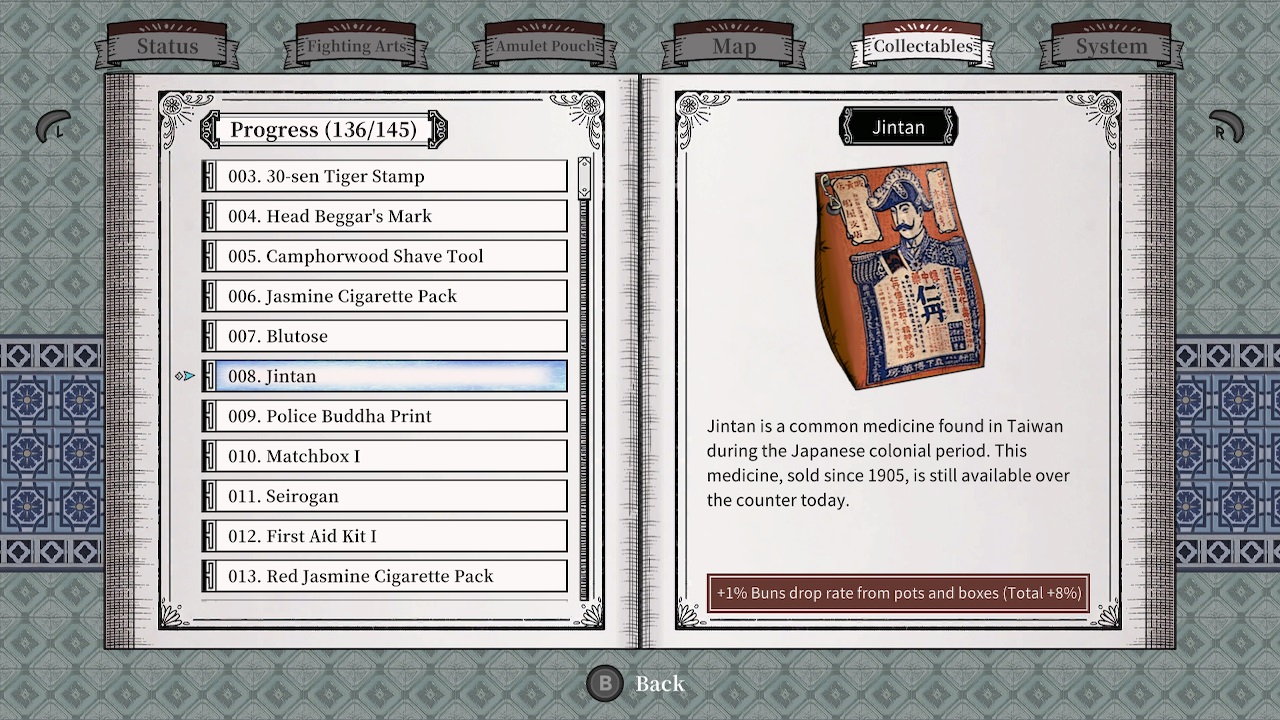 Status
Fighting Arts
Amulet Pouch
Map
Collectables
System
L
R
Progress (136/145)
003. 30-sen Tiger Stamp
004. Head Beggar's Mark
005. Camphorwood Shave Tool
006. Jasmine Cigarette Pack
007. Blutose
008. Jintan
009. Police Buddha Print
010. Matchbox I
011. Seirogan
012. First Aid Kit I
013. Red Jasmine Cigarette Pack
Jintan
仁丹
Jintan is a common medicine found in Taiwan
during the Japanese colonial period. This
medicine, sold since 1905, is still available over
the counter today.
+1% Buns drop rate from pots and boxes (Total +8%)
B Back